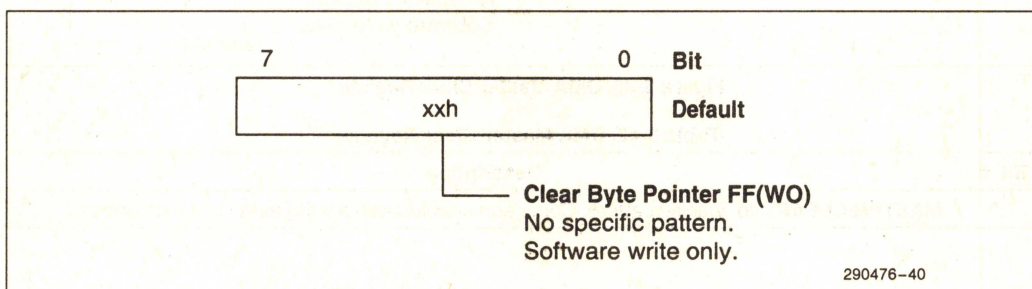 7 0 Bit
xxh Default
Clear Byte Pointer FF(WO)
No specific pattern.
Software write only.
290476–40